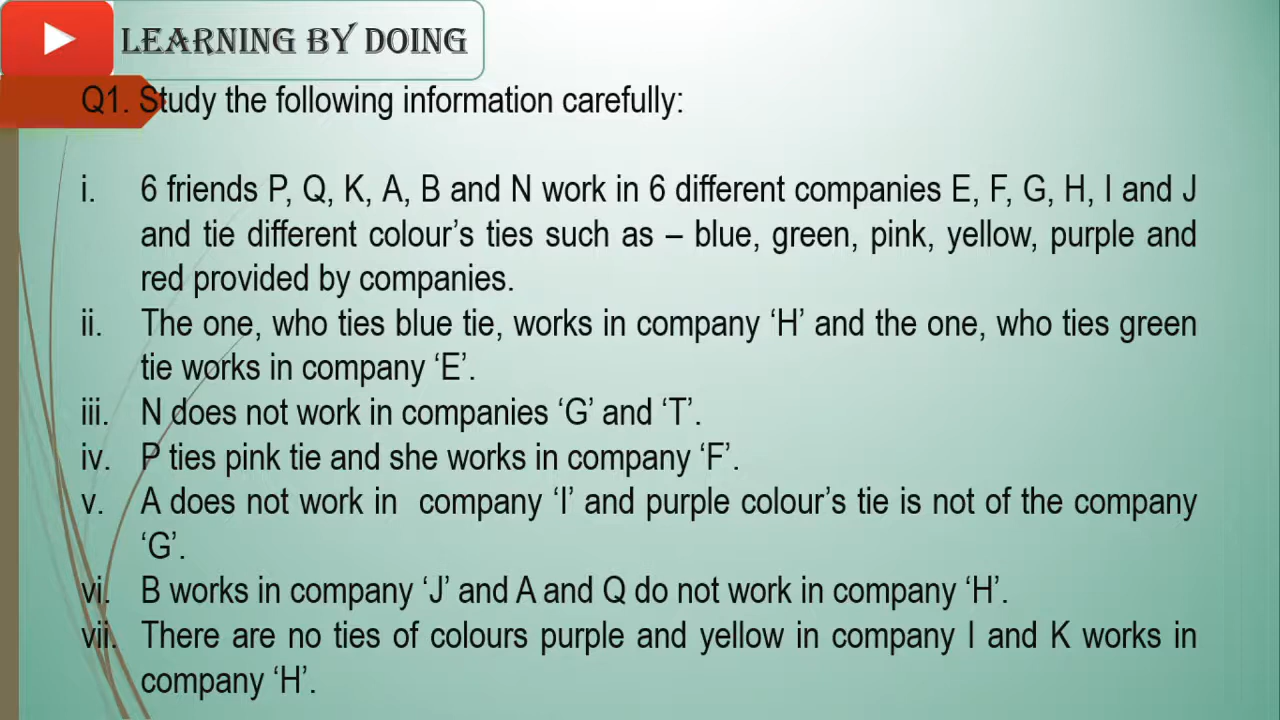 LEARNING BY DOING
Q1. Study the following information carefully:
i. 6 friends P, Q, K, A, B and N work in 6 different companies E, F, G, H, I and J
and tie different colour’s ties such as – blue, green, pink, yellow, purple and
red provided by companies.
ii. The one, who ties blue tie, works in company ‘H’ and the one, who ties green
tie works in company ‘E’.
iii. N does not work in companies ‘G’ and ‘T’.
iv. P ties pink tie and she works in company ‘F’.
v. A does not work in company ‘I’ and purple colour’s tie is not of the company
‘G’.
vi. B works in company ‘J’ and A and Q do not work in company ‘H’.
vii. There are no ties of colours purple and yellow in company I and K works in
company ‘H’.